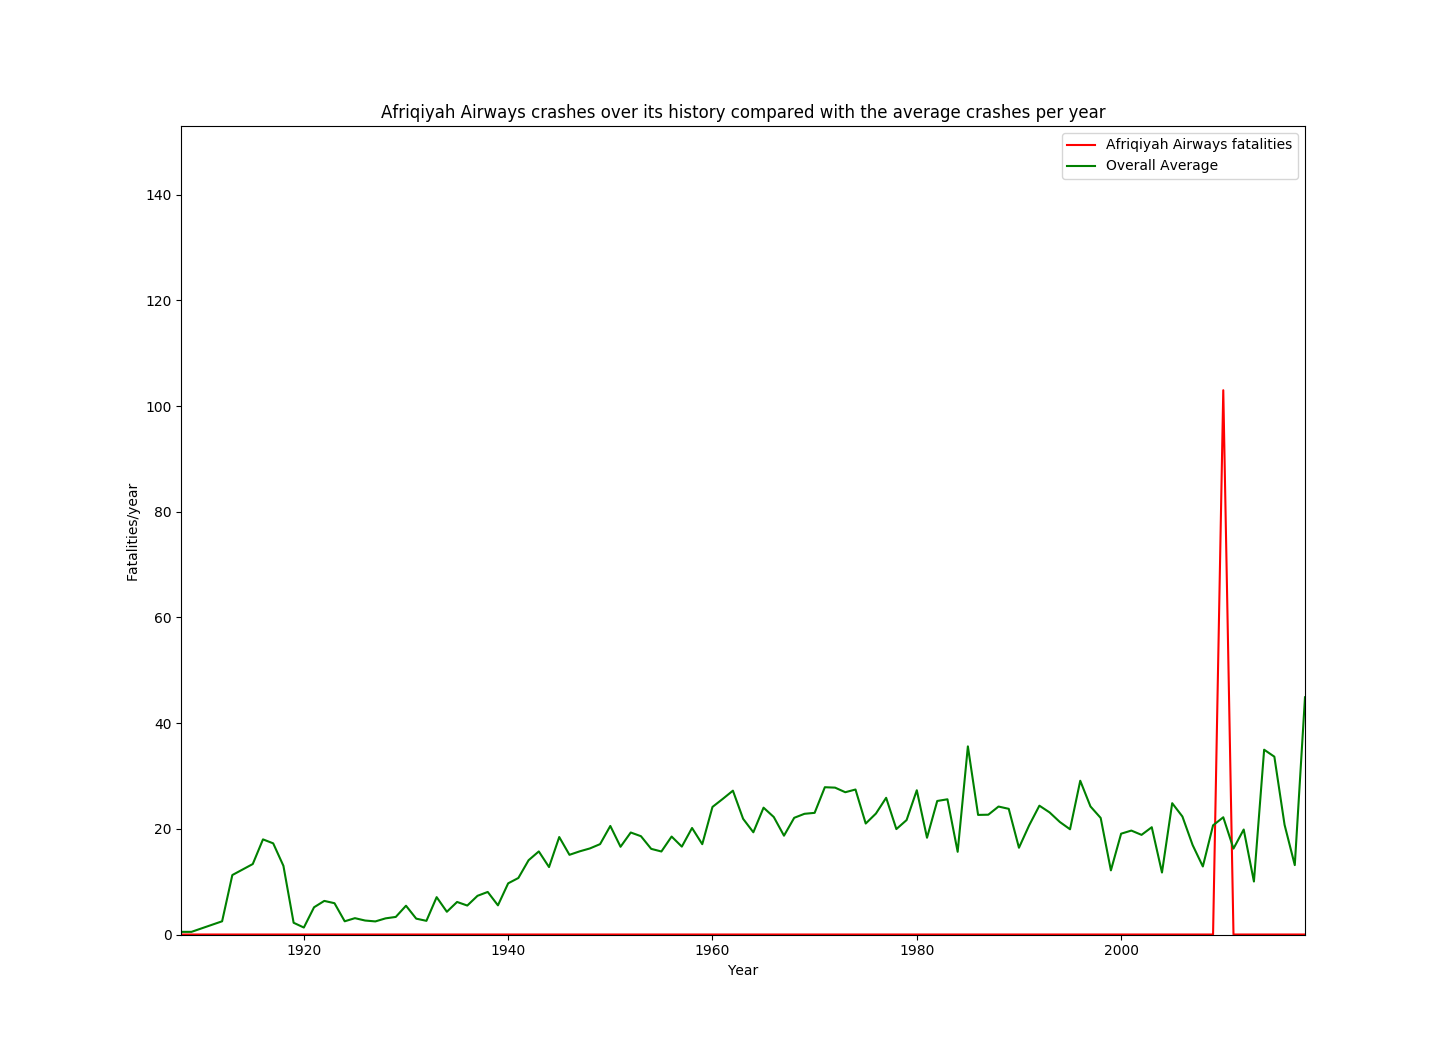 Afriqiyah Airways crashes over its history compared with the average crashes per year
Afriqiyah Airways fatalities
Overall Average
140
120
100
80
60
40
20
0
Fatalities/year
1920 1940 1960 1980 2000
Year